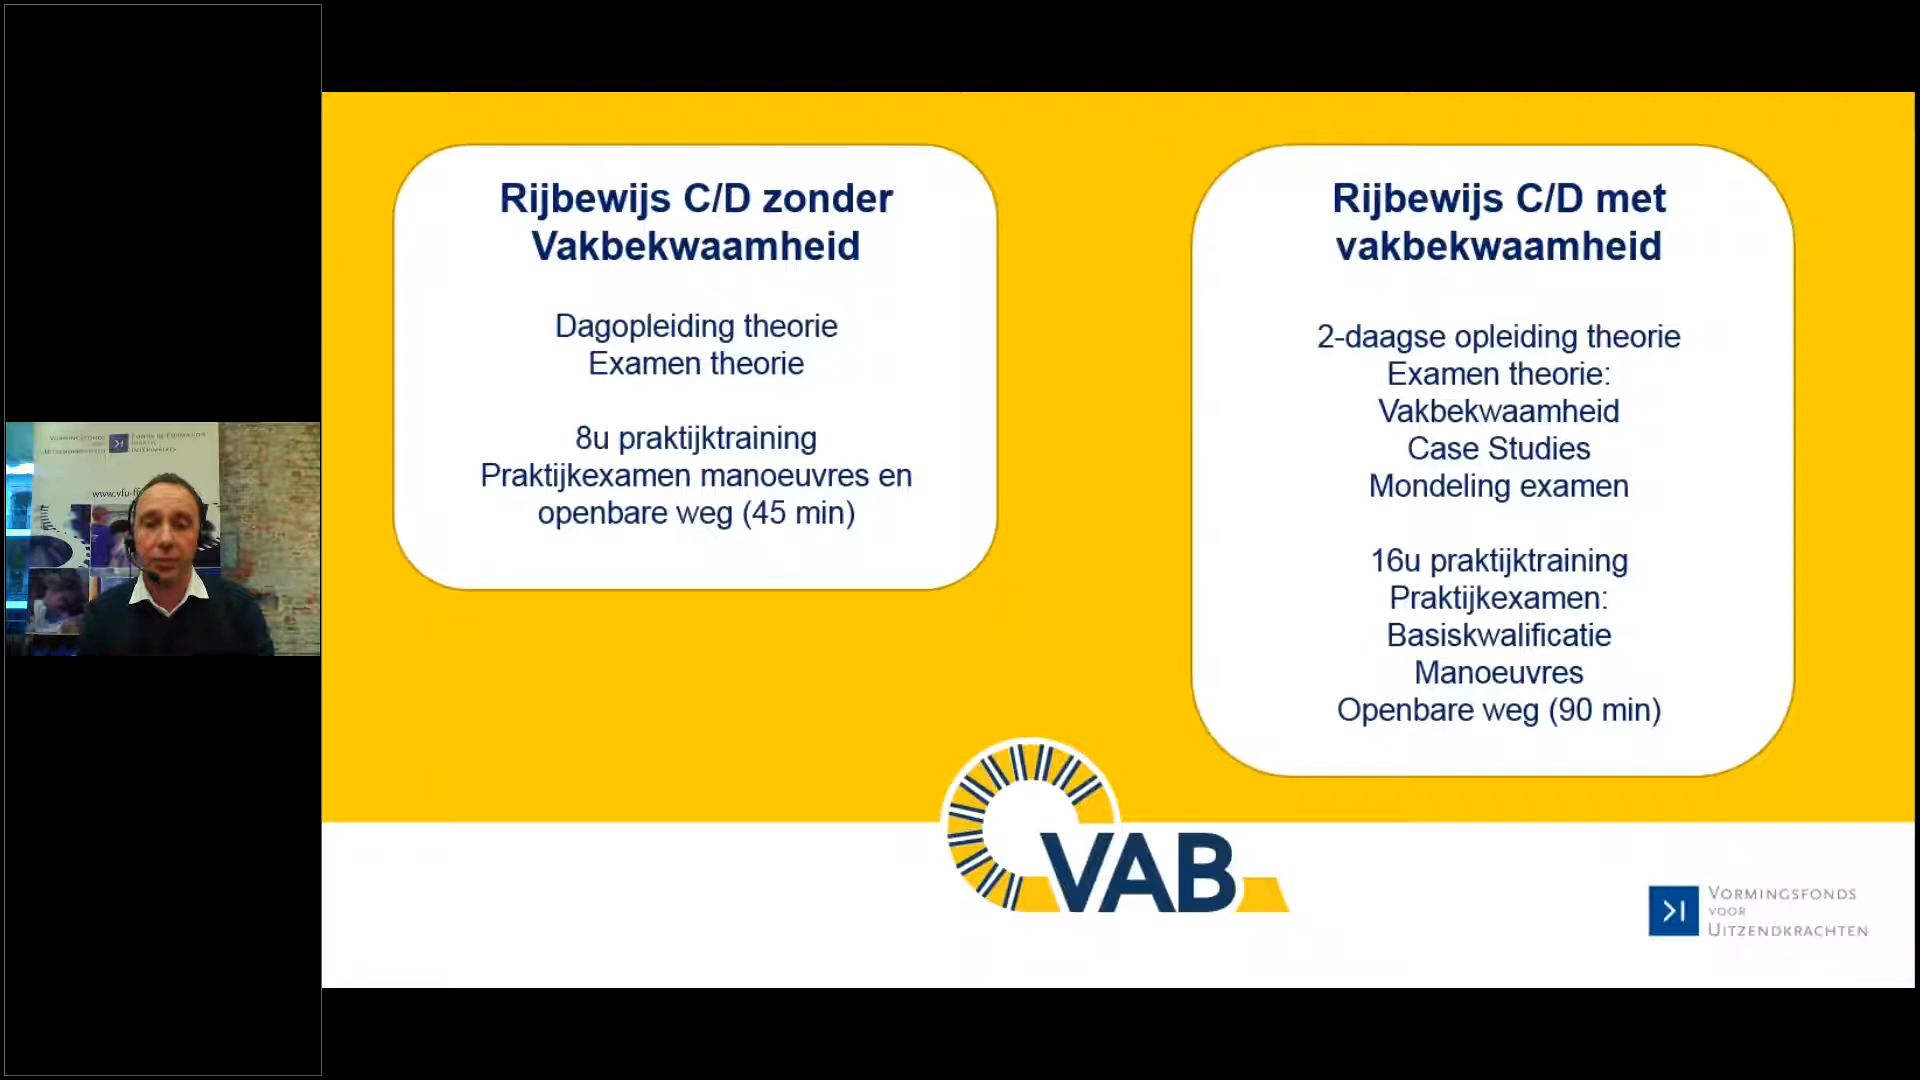 Rijbewijs C/D zonder
Vakbekwaamheid
Dagopleiding theorie
Examen theorie
8u praktijktraining
Praktijkexamen manoeuvres en
openbare weg (45 min)
Rijbewijs C/D met
vakbekwaamheid
2-daagse opleiding theorie
Examen theorie:
Vakbekwaamheid
Case Studies
Mondeling examen
16u praktijktraining
Praktijkexamen:
Basiskwalificatie
Manoeuvres
Openbare weg (90 min)
VAB
VORMINGSFONDS
VOOR
UITZENDKRACHTEN